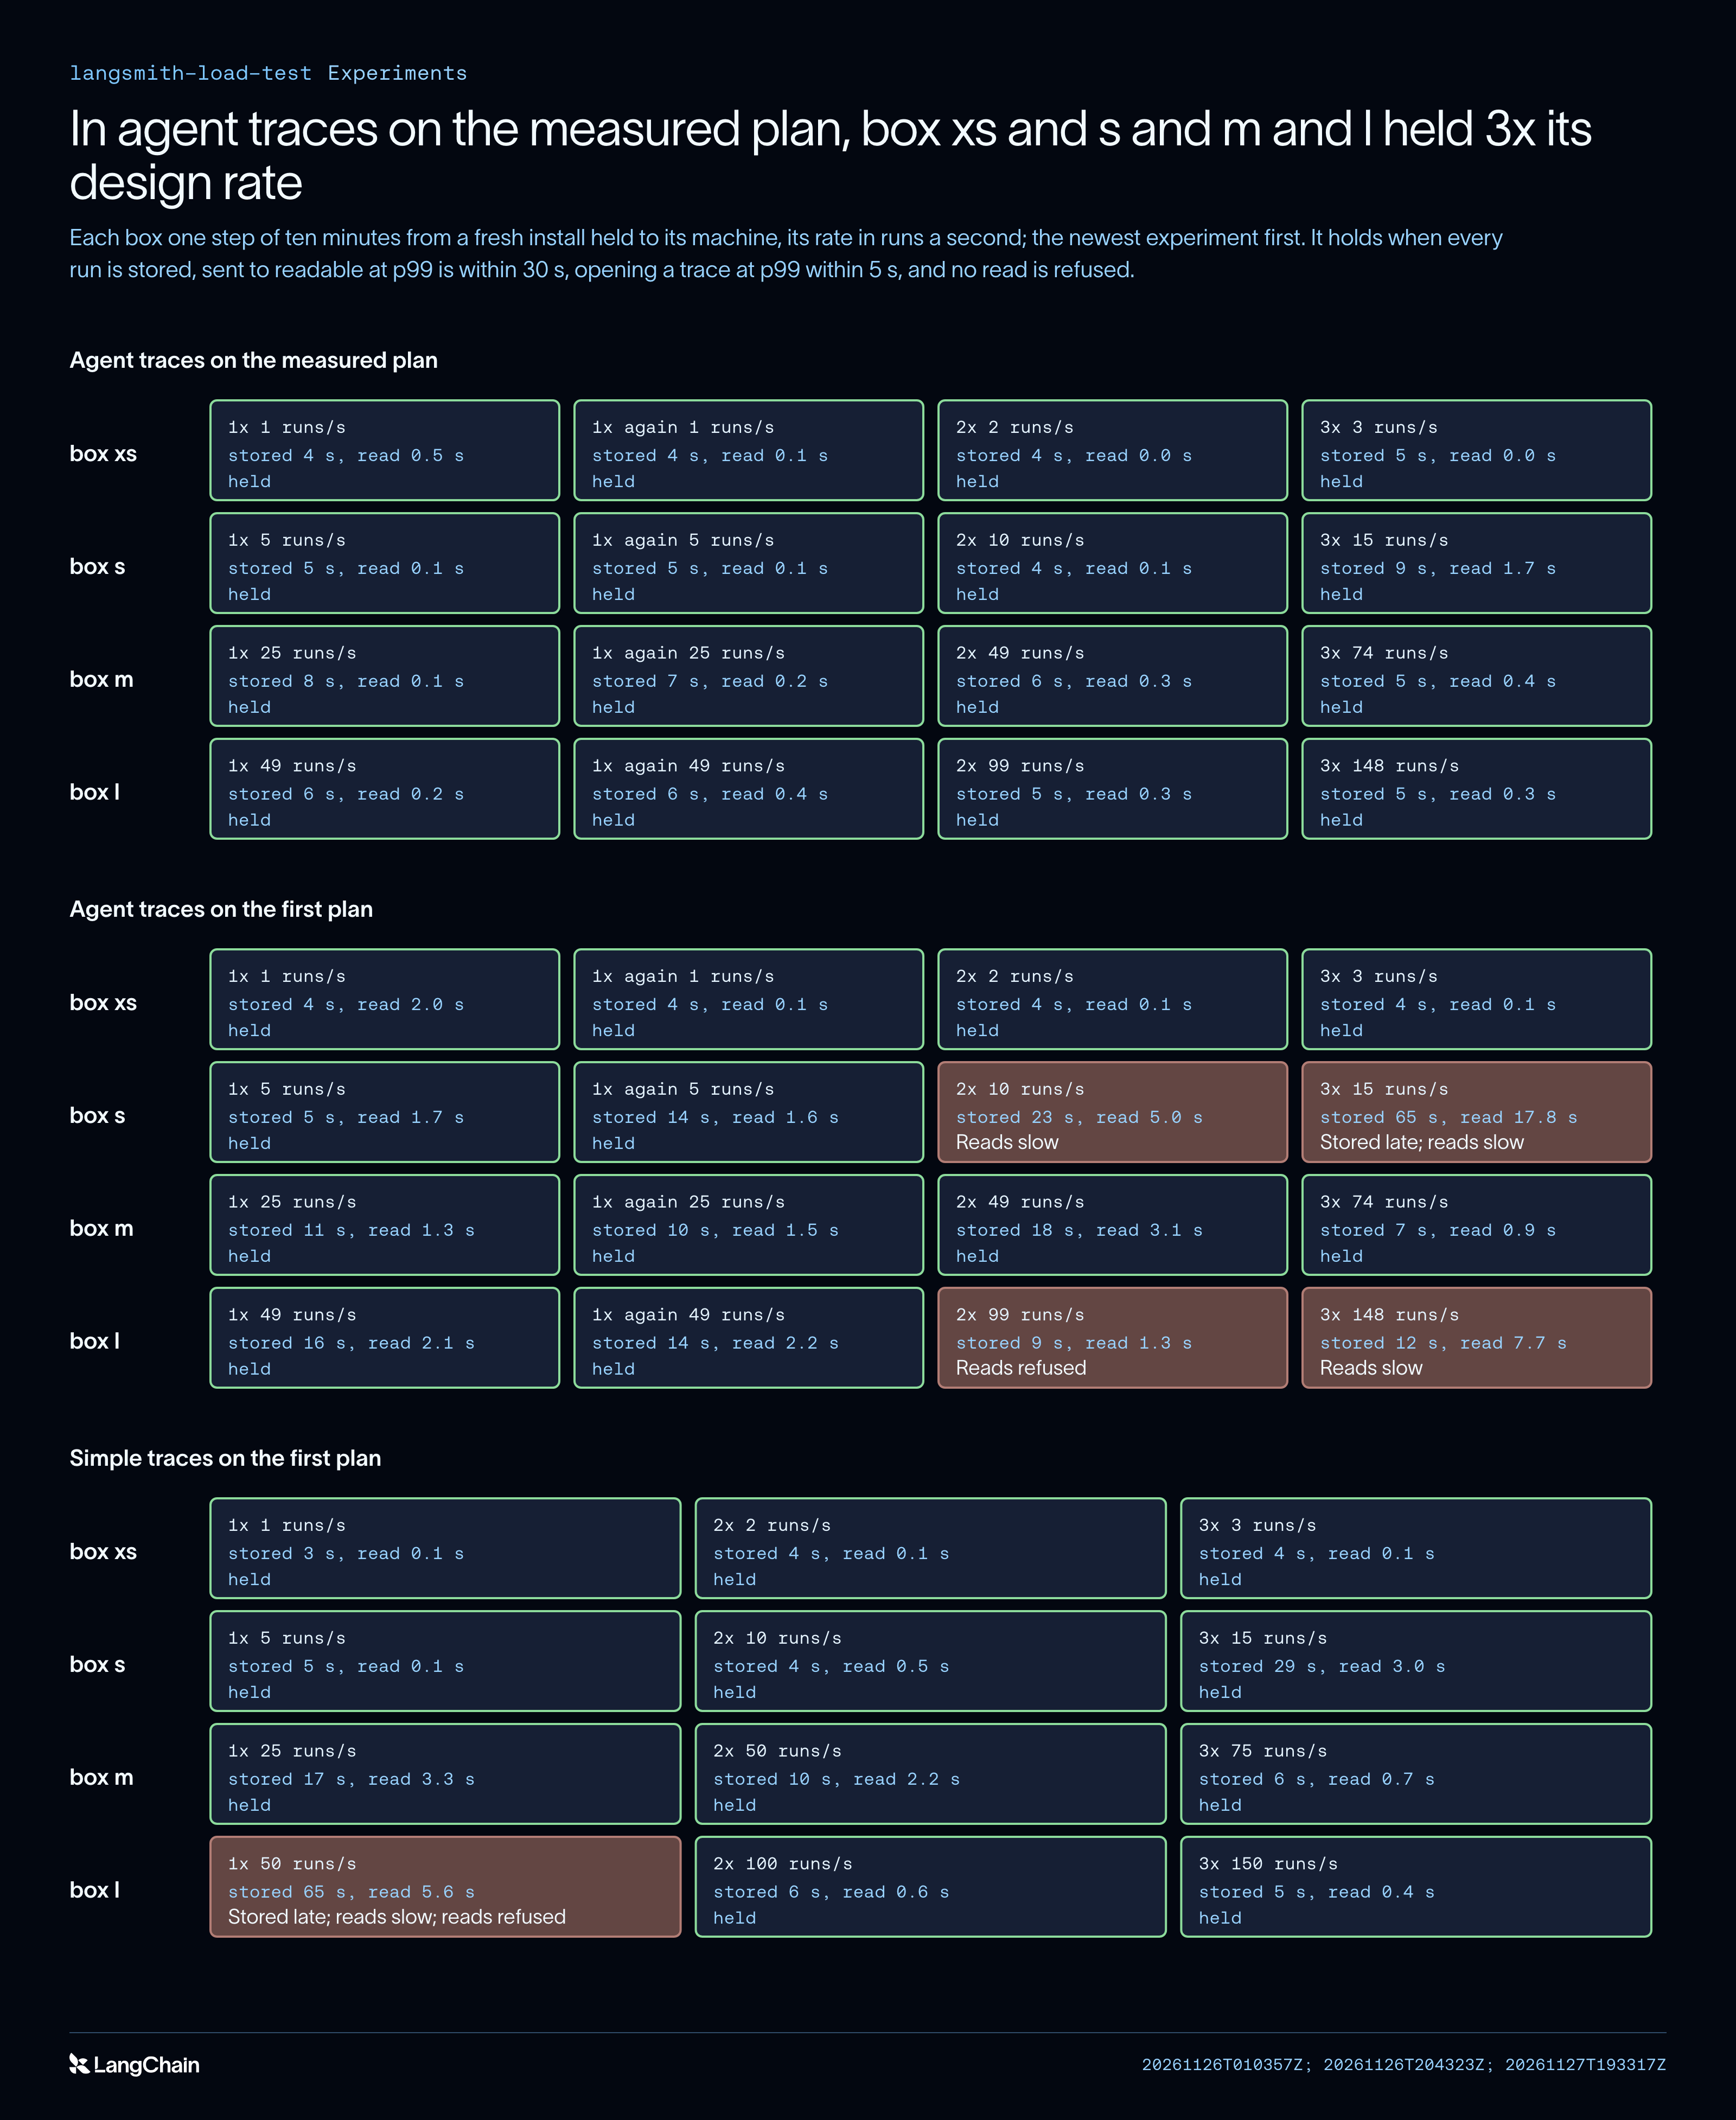 langsmith-load-test Experiments
In agent traces on the measured plan, box xs and s and m and l held 3x its
design rate
Each box one step of ten minutes from a fresh install held to its machine, its rate in runs a second; the newest experiment first. It holds when every
run is stored, sent to readable at p99 is within 30 s, opening a trace at p99 within 5 s, and no read is refused.
Agent traces on the measured plan
box xs
1x 1 runs/s
stored 4 s, read 0.5 s
held
1x again 1 runs/s
stored 4 s, read 0.1 s
held
2x 2 runs/s
stored 4 s, read 0.0 s
held
3x 3 runs/s
stored 5 s, read 0.0 s
held
box s
1x 5 runs/s
stored 5 s, read 0.1 s
held
1x again 5 runs/s
stored 5 s, read 0.1 s
held
2x 10 runs/s
stored 4 s, read 0.1 s
held
3x 15 runs/s
stored 9 s, read 1.7 s
held
box m
1x 25 runs/s
stored 8 s, read 0.1 s
held
1x again 25 runs/s
stored 7 s, read 0.2 s
held
2x 49 runs/s
stored 6 s, read 0.3 s
held
3x 74 runs/s
stored 5 s, read 0.4 s
held
box l
1x 49 runs/s
stored 6 s, read 0.2 s
held
1x again 49 runs/s
stored 6 s, read 0.4 s
held
2x 99 runs/s
stored 5 s, read 0.3 s
held
3x 148 runs/s
stored 5 s, read 0.3 s
held
Agent traces on the first plan
box xs
1x 1 runs/s
stored 4 s, read 2.0 s
held
1x again 1 runs/s
stored 4 s, read 0.1 s
held
2x 2 runs/s
stored 4 s, read 0.1 s
held
3x 3 runs/s
stored 4 s, read 0.1 s
held
box s
1x 5 runs/s
stored 5 s, read 1.7 s
held
1x again 5 runs/s
stored 14 s, read 1.6 s
held
2x 10 runs/s
stored 23 s, read 5.0 s
Reads slow
3x 15 runs/s
stored 65 s, read 17.8 s
Stored late; reads slow
box m
1x 25 runs/s
stored 11 s, read 1.3 s
held
1x again 25 runs/s
stored 10 s, read 1.5 s
held
2x 49 runs/s
stored 18 s, read 3.1 s
held
3x 74 runs/s
stored 7 s, read 0.9 s
held
box l
1x 49 runs/s
stored 16 s, read 2.1 s
held
1x again 49 runs/s
stored 14 s, read 2.2 s
held
2x 99 runs/s
stored 9 s, read 1.3 s
Reads refused
3x 148 runs/s
stored 12 s, read 7.7 s
Reads slow
Simple traces on the first plan
box xs
1x 1 runs/s
stored 3 s, read 0.1 s
held
2x 2 runs/s
stored 4 s, read 0.1 s
held
3x 3 runs/s
stored 4 s, read 0.1 s
held
box s
1x 5 runs/s
stored 5 s, read 0.1 s
held
2x 10 runs/s
stored 4 s, read 0.5 s
held
3x 15 runs/s
stored 29 s, read 3.0 s
held
box m
1x 25 runs/s
stored 17 s, read 3.3 s
held
2x 50 runs/s
stored 10 s, read 2.2 s
held
3x 75 runs/s
stored 6 s, read 0.7 s
held
box l
1x 50 runs/s
stored 65 s, read 5.6 s
Stored late; reads slow; reads refused
2x 100 runs/s
stored 6 s, read 0.6 s
held
3x 150 runs/s
stored 5 s, read 0.4 s
held
LangChain
20261126T010357Z; 20261126T204323Z; 20261127T193317Z